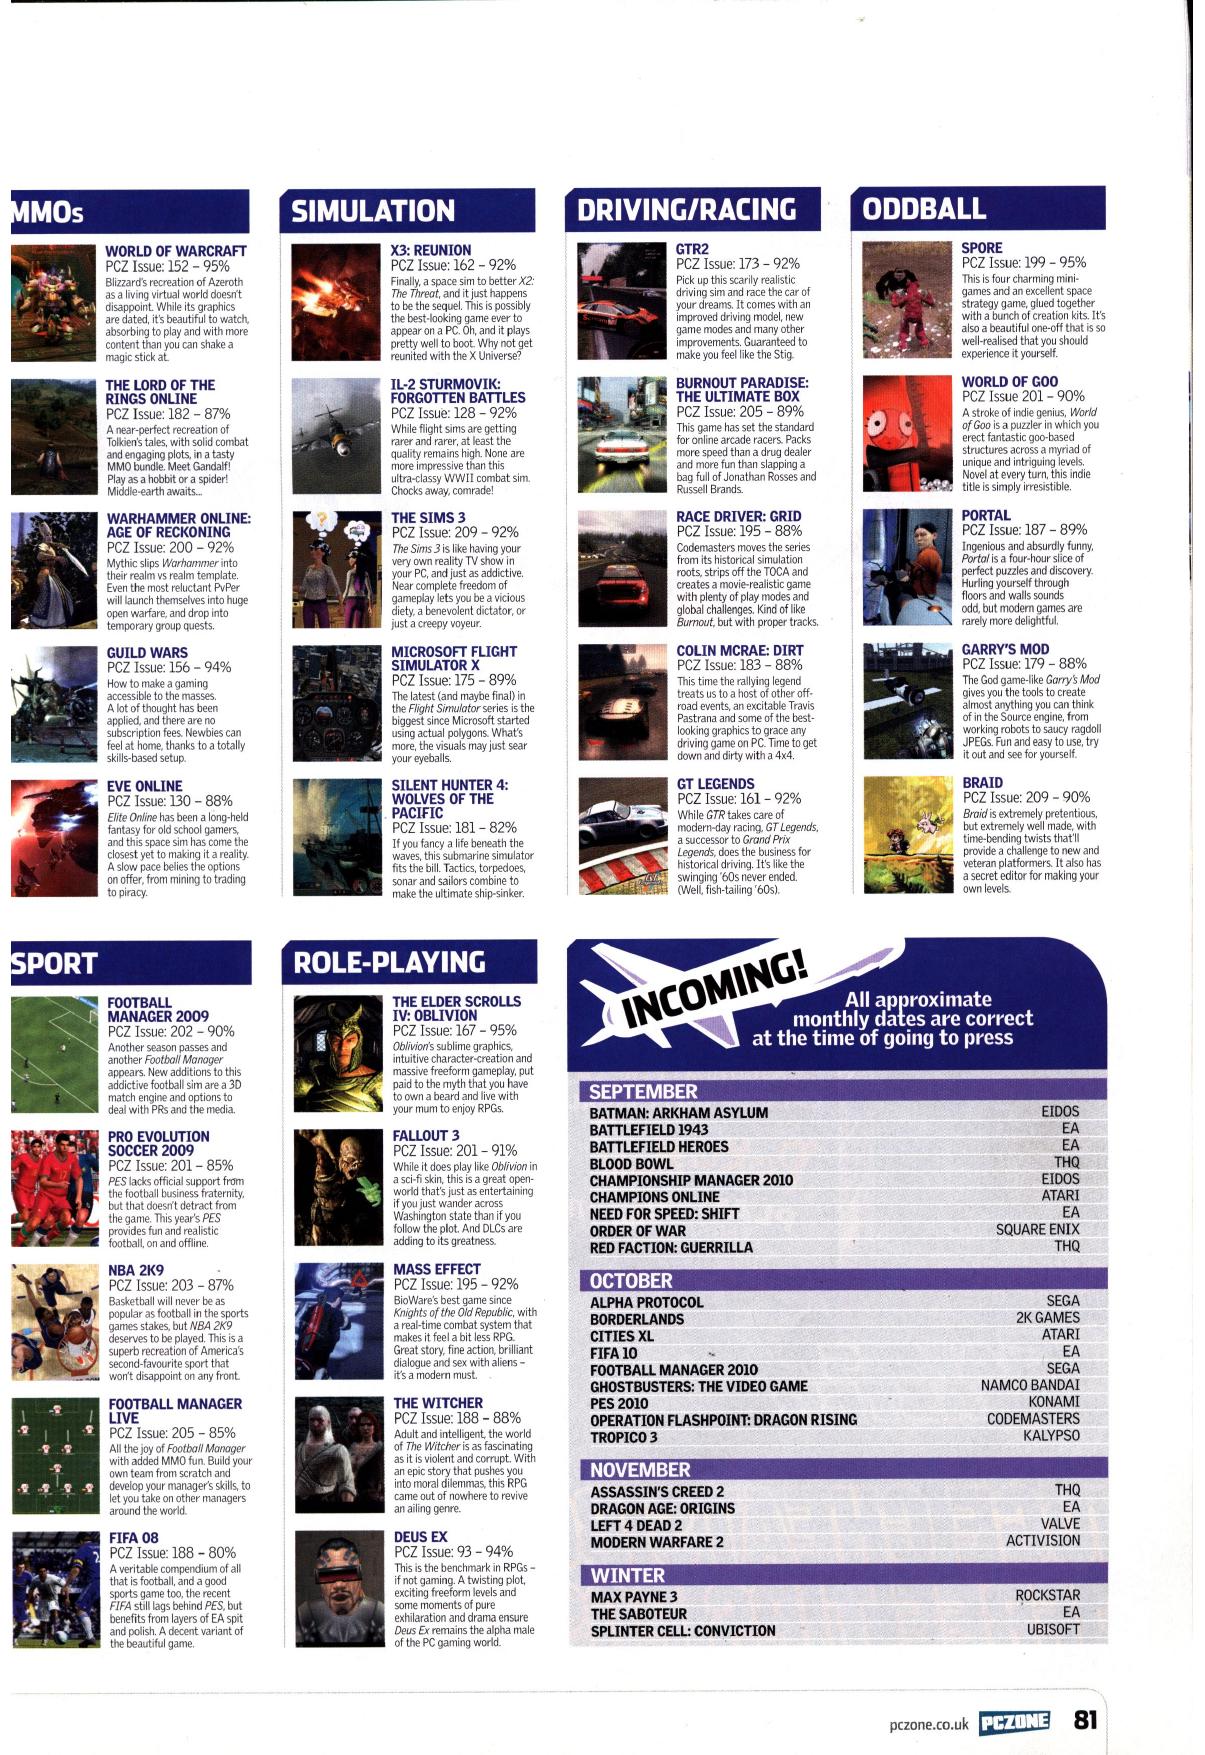 MMOs
WORLD OF WARCRAFT
PCZ Issue: 152 – 95%
Blizzard's recreation of Azeroth
as a living virtual world doesn't
disappoint. While its graphics
are dated, it's beautiful to watch,
absorbing to play and with more
content than you can shake a
magic stick at.
THE LORD OF THE
RINGS ONLINE
PCZ Issue: 182 – 87%
A near-perfect recreation of
Tolkien's tales, with solid combat
and engaging plots, in a tasty
MMO bundle. Meet Gandalf!
Play as a hobbit or a spider!
Middle-earth awaits...
WARHAMMER ONLINE:
AGE OF RECKONING
PCZ Issue: 200 – 92%
Mythic slips Warhammer into
their realm vs realm template.
Even the most reluctant PvPer
will launch themselves into huge
open warfare, and drop into
temporary group quests.
GUILD WARS
PCZ Issue: 156 – 94%
How to make a gaming
accessible to the masses.
A lot of thought has been
applied, and there are no
subscription fees. Newbies can
feel at home, thanks to a totally
skills-based setup.
EVE ONLINE
PCZ Issue: 130 – 88%
Elite Online has been a long-held
fantasy for old school gamers,
and this space sim has come the
closest yet to making it a reality.
A slow pace belies the options
on offer, from mining to trading
to piracy.
SIMULATION
X3: REUNION
PCZ Issue: 162 – 92%
Finally, a space sim to better X2:
The Threat, and it just happens
to be the sequel. This is possibly
the best-looking game ever to
appear on a PC. Oh, and it plays
pretty well to boot. Why not get
reunited with the X Universe?
IL-2 STURMOVIK:
FORGOTTEN BATTLES
PCZ Issue: 128 – 92%
While flight sims are getting
rarer and rarer, at least the
quality remains high. None are
more impressive than this
ultra-classy WWII combat sim.
Chocks away, comrade!
THE SIMS 3
PCZ Issue: 209 – 92%
The Sims 3 is like having your
very own reality TV show in
your PC, and just as addictive.
Near complete freedom of
gameplay lets you be a vicious
diety, a benevolent dictator, or
just a creepy voyeur.
MICROSOFT FLIGHT
SIMULATOR X
PCZ Issue: 175 – 89%
The latest (and maybe final) in
the Flight Simulator series is the
biggest since Microsoft started
using actual polygons. What's
more, the visuals may just sear
your eyeballs.
SILENT HUNTER 4:
WOLVES OF THE
PACIFIC
PCZ Issue: 181 – 82%
If you fancy a life beneath the
waves, this submarine simulator
fits the bill. Tactics, torpedoes,
sonar and sailors combine to
make the ultimate ship-sinker.
DRIVING/RACING
GTR2
PCZ Issue: 173 – 92%
Pick up this scarily realistic
driving sim and race the car of
your dreams. It comes with an
improved driving model, new
game modes and many other
improvements. Guaranteed to
make you feel like the Stig.
BURNOUT PARADISE:
THE ULTIMATE BOX
PCZ Issue: 205 – 89%
This game has set the standard
for online arcade racers. Packs
more speed than a drug dealer
and more fun than slapping a
bag full of Jonathan Rosses and
Russell Brands.
RACE DRIVER: GRID
PCZ Issue: 195 – 88%
Codemasters moves the series
from its historical simulation
roots, strips off the TOCA and
creates a movie-realistic game
with plenty of play modes and
global challenges. Kind of like
Burnout, but with proper tracks.
COLIN MCRAE: DIRT
PCZ Issue: 183 – 88%
This time the rallying legend
treats us to a host of other off-
road events, an excitable Travis
Pastrana and some of the best-
looking graphics to grace any
driving game on PC. Time to get
down and dirty with a 4x4.
GT LEGENDS
PCZ Issue: 161 – 92%
While GTR takes care of
modern-day racing, GT Legends,
a successor to Grand Prix
Legends, does the business for
historical driving. It's like the
swinging '60s never ended.
(Well, fish-tailing '60s).
ODDBALL
SPORE
PCZ Issue: 199 – 95%
This is four charming mini-
games and an excellent space
strategy game, glued together
with a bunch of creation kits. It's
also a beautiful one-off that is so
well-realised that you should
experience it yourself.
WORLD OF GOO
PCZ Issue 201 – 90%
A stroke of indie genius, World
of Goo is a puzzler in which you
erect fantastic goo-based
structures across a myriad of
unique and intriguing levels.
Novel at every turn, this indie
title is simply irresistible.
PORTAL
PCZ Issue: 187 – 89%
Ingenious and absurdly funny,
Portal is a four-hour slice of
perfect puzzles and discovery.
Hurling yourself through
floors and walls sounds
odd, but modern games are
rarely more delightful.
GARRY'S MOD
PCZ Issue: 179 – 88%
The God game-like Garry's Mod
gives you the tools to create
almost anything you can think
of in the Source engine, from
working robots to saucy ragdoll
JPEGs. Fun and easy to use, try
it out and see for yourself.
BRAID
PCZ Issue: 209 – 90%
Braid is extremely pretentious,
but extremely well made, with
time-bending twists that'll
provide a challenge to new and
veteran platformers. It also has
a secret editor for making your
own levels.
SPORT
FOOTBALL
MANAGER 2009
PCZ Issue: 202 – 90%
Another season passes and
another Football Manager
appears. New additions to this
addictive football sim are a 3D
match engine and options to
deal with PRs and the media.
PRO EVOLUTION
SOCCER 2009
PCZ Issue: 201 – 85%
PES lacks official support from
the football business fraternity,
but that doesn't detract from
the game. This year's PES
provides fun and realistic
football, on and offline.
NBA 2K9
PCZ Issue: 203 – 87%
Basketball will never be as
popular as football in the sports
games stakes, but NBA 2K9
deserves to be played. This is a
superb recreation of America's
second-favourite sport that
won't disappoint on any front.
FOOTBALL MANAGER
LIVE
PCZ Issue: 205 – 85%
All the joy of Football Manager
with added MMO fun. Build your
own team from scratch and
develop your manager's skills, to
let you take on other managers
around the world.
FIFA 08
PCZ Issue: 188 – 80%
A veritable compendium of all
that is football, and a good
sports game too, the recent
FIFA still lags behind PES, but
benefits from layers of EA spit
and polish. A decent variant of
the beautiful game.
ROLE-PLAYING
THE ELDER SCROLLS
IV: OBLIVION
PCZ Issue: 167 – 95%
Oblivion's sublime graphics,
intuitive character-creation and
massive freeform gameplay, put
paid to the myth that you have
to own a beard and live with
your mum to enjoy RPGs.
FALLOUT 3
PCZ Issue: 201 – 91%
While it does play like Oblivion in
a sci-fi skin, this is a great open-
world that's just as entertaining
if you just wander across
Washington state than if you
follow the plot. And DLCs are
adding to its greatness.
MASS EFFECT
PCZ Issue: 195 – 92%
BioWare's best game since
Knights of the Old Republic, with
a real-time combat system that
makes it feel a bit less RPG.
Great story, fine action, brilliant
dialogue and sex with aliens –
it's a modern must.
THE WITCHER
PCZ Issue: 188 – 88%
Adult and intelligent, the world
of The Witcher is as fascinating
as it is violent and corrupt. With
an epic story that pushes you
into moral dilemmas, this RPG
came out of nowhere to revive
an ailing genre.
DEUS EX
PCZ Issue: 93 – 94%
This is the benchmark in RPGs –
if not gaming. A twisting plot,
exciting freeform levels and
some moments of pure
exhilaration and drama ensure
Deus Ex remains the alpha male
of the PC gaming world.
INCOMING!
All approximate
monthly dates are correct
at the time of going to press
SEPTEMBER
BATMAN: ARKHAM ASYLUM EIDOS
BATTLEFIELD 1943 EA
BATTLEFIELD HEROES EA
BLOOD BOWL THQ
CHAMPIONSHIP MANAGER 2010 EIDOS
CHAMPIONS ONLINE ATARI
NEED FOR SPEED: SHIFT EA
ORDER OF WAR SQUARE ENIX
RED FACTION: GUERRILLA THQ
OCTOBER
ALPHA PROTOCOL SEGA
BORDERLANDS 2K GAMES
CITIES XL ATARI
FIFA 10 EA
FOOTBALL MANAGER 2010 SEGA
GHOSTBUSTERS: THE VIDEO GAME NAMCO BANDAI
PES 2010 KONAMI
OPERATION FLASHPOINT: DRAGON RISING CODEMASTERS
TROPICO 3 KALYPSO
NOVEMBER
ASSASSIN'S CREED 2 THQ
DRAGON AGE: ORIGINS EA
LEFT 4 DEAD 2 VALVE
MODERN WARFARE 2 ACTIVISION
WINTER
MAX PAYNE 3 ROCKSTAR
THE SABOTEUR EA
SPLINTER CELL: CONVICTION UBISOFT
pczone.co.uk PCZONE 81